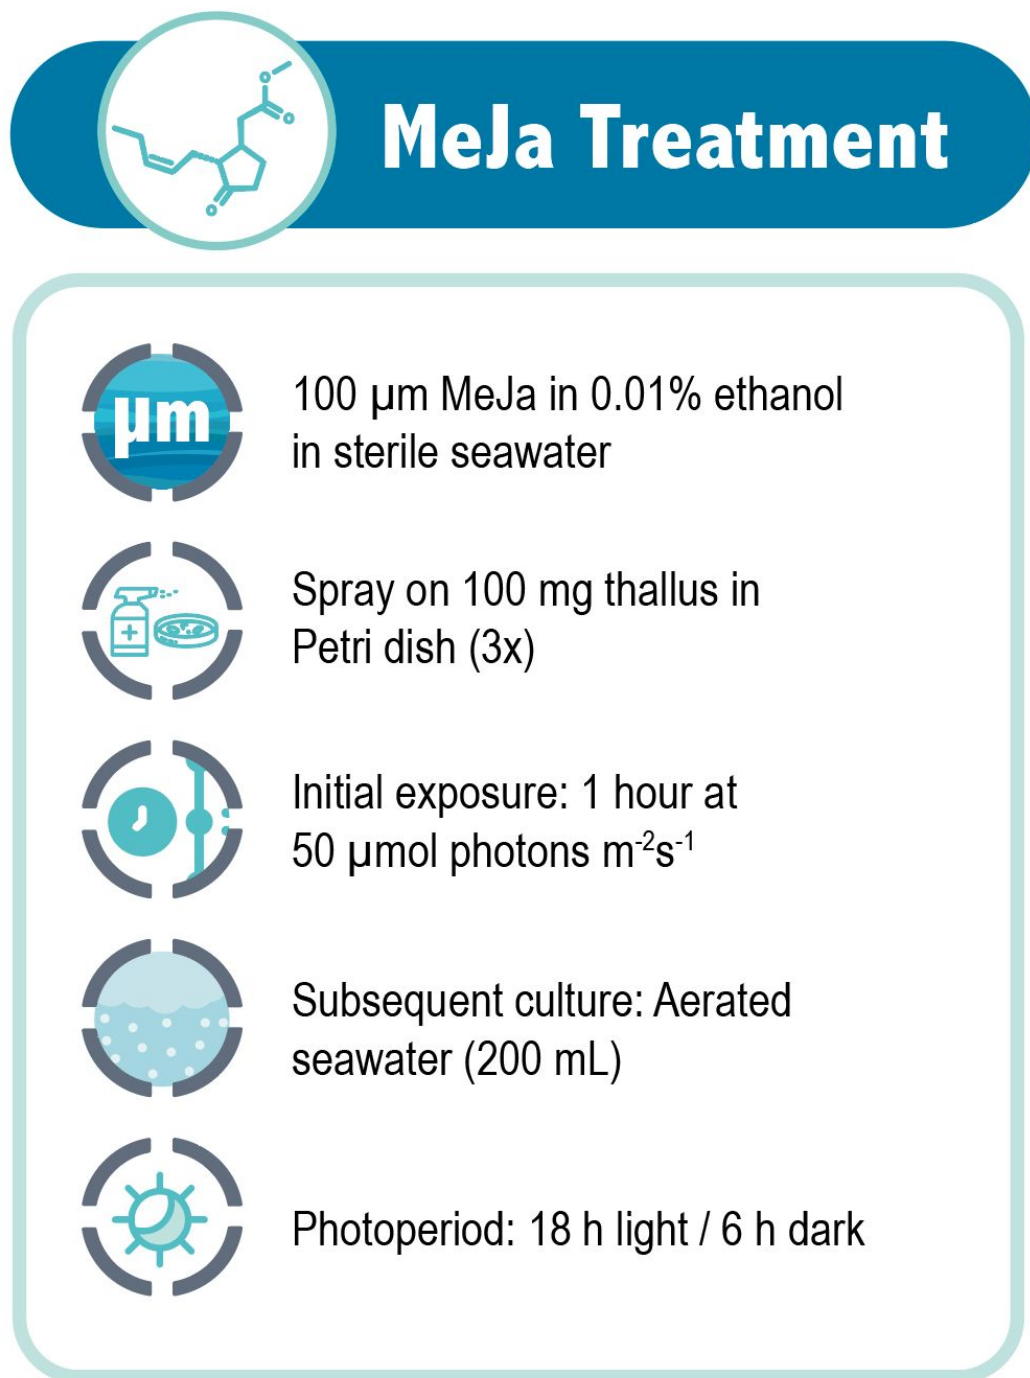 MeJa Treatment
µm
100 µm MeJa in 0.01% ethanol
in sterile seawater
Spray on 100 mg thallus in
Petri dish (3x)
Initial exposure: 1 hour at
50 µmol photons m⁻²s⁻¹
Subsequent culture: Aerated
seawater (200 mL)
Photoperiod: 18 h light / 6 h dark